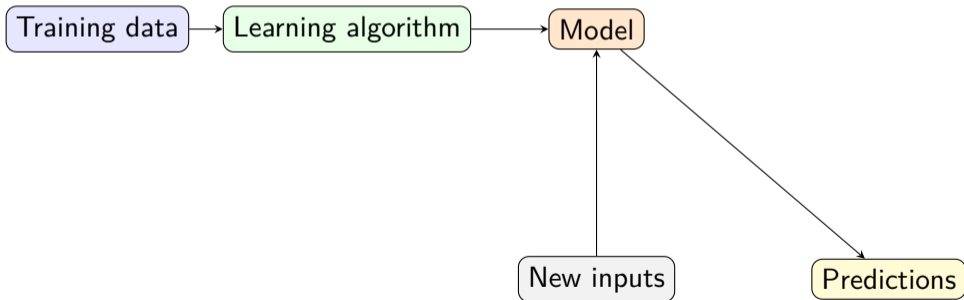 Training data
Learning algorithm
Model
New inputs
Predictions